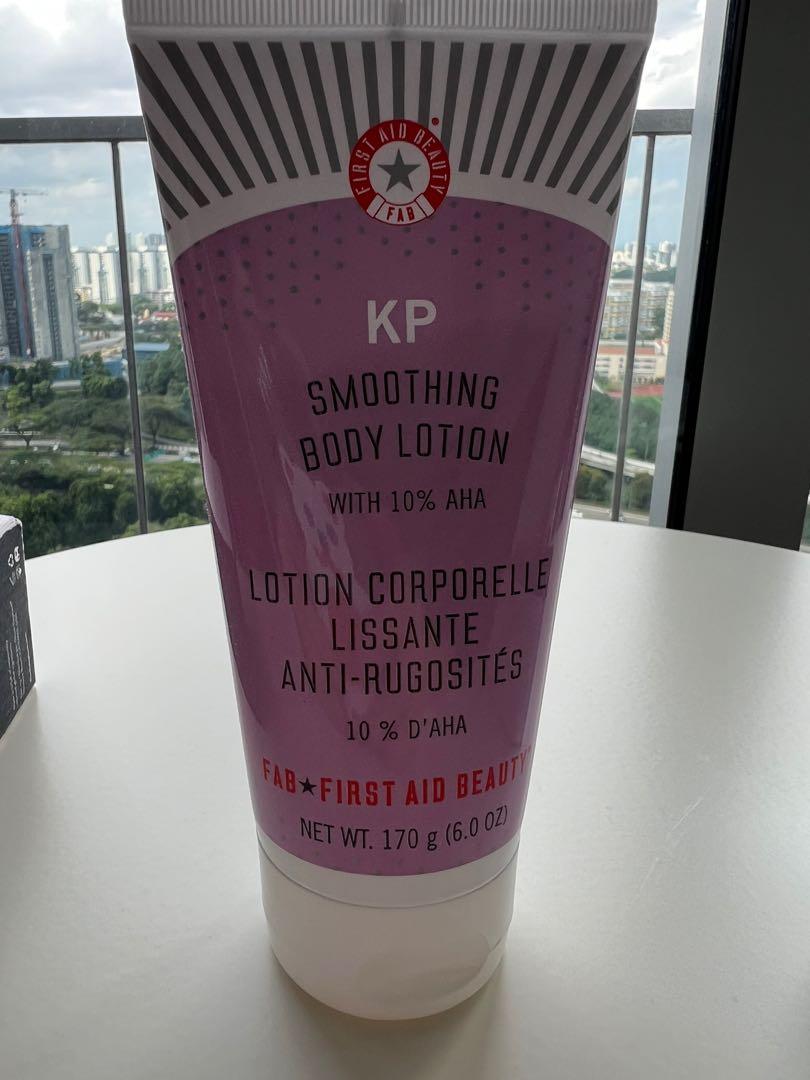 FIRST AID BEAUTY
FAB
KP
SMOOTHING
BODY LOTION
WITH 10% AHA
LOTION CORPORELLE
LISSANTE
ANTI-RUGOSITÉS
10 % D'AHA
FAB★FIRST AID BEAUTY
NET WT. 170 g (6.0 OZ)